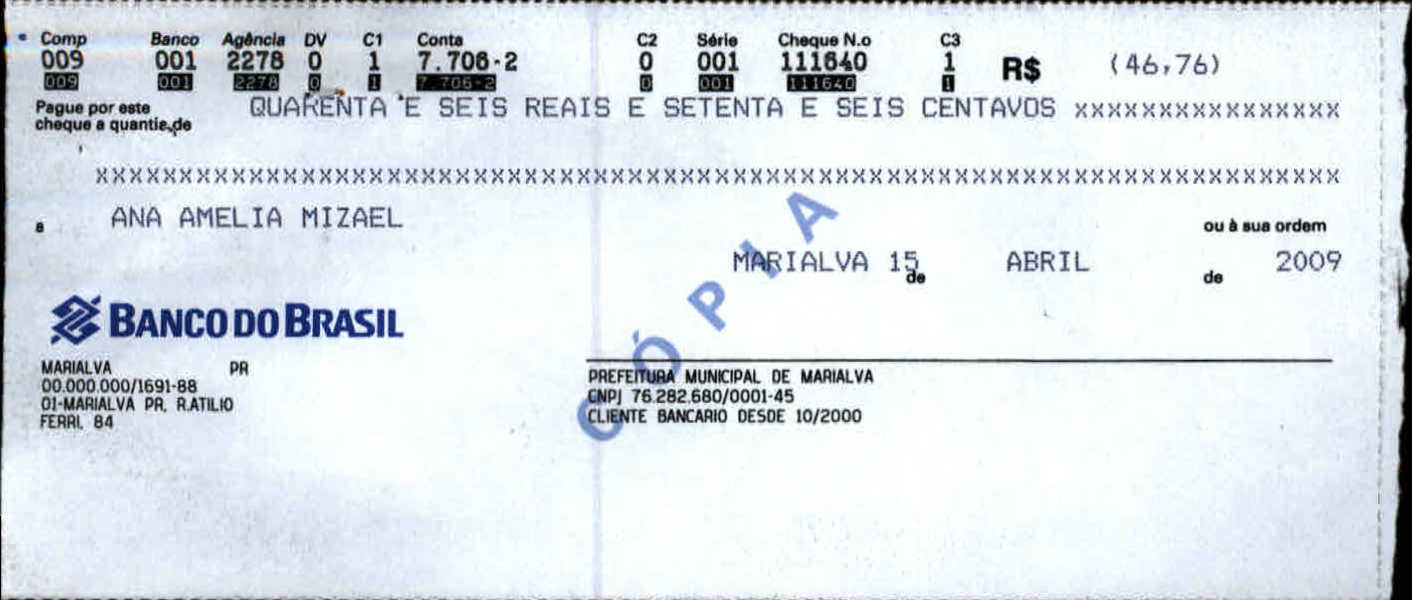 Comp Banco Agência DV C1 Conta C2 Série Cheque N.o C3
009 001 2278 0 1 7.706-2 0 001 111640 1 R$ (46,76)
009 001 2278 0 1 7.706-2 0 001 111640 1
Pague por este
cheque a quantia de QUARENTA E SEIS REAIS E SETENTA E SEIS CENTAVOS xxxxxxxxxxxxxxxx
XXXXXXXXXXXXXXXXXXXXXXXXXXXXXXXXXXXXXXXXXXXXXXXXXXXXXXXXXXXXXXXXXXXXXXXXXXX
a ANA AMELIA MIZAEL ou à sua ordem
MARIALVA 15 de ABRIL de 2009
CÓPIA
BANCO DO BRASIL
MARIALVA PR
00.000.000/1691-88
01-MARIALVA PR. R.ATILIO
FERRI, 84
PREFEITURA MUNICIPAL DE MARIALVA
CNPJ 76.282.680/0001-45
CLIENTE BANCARIO DESDE 10/2000